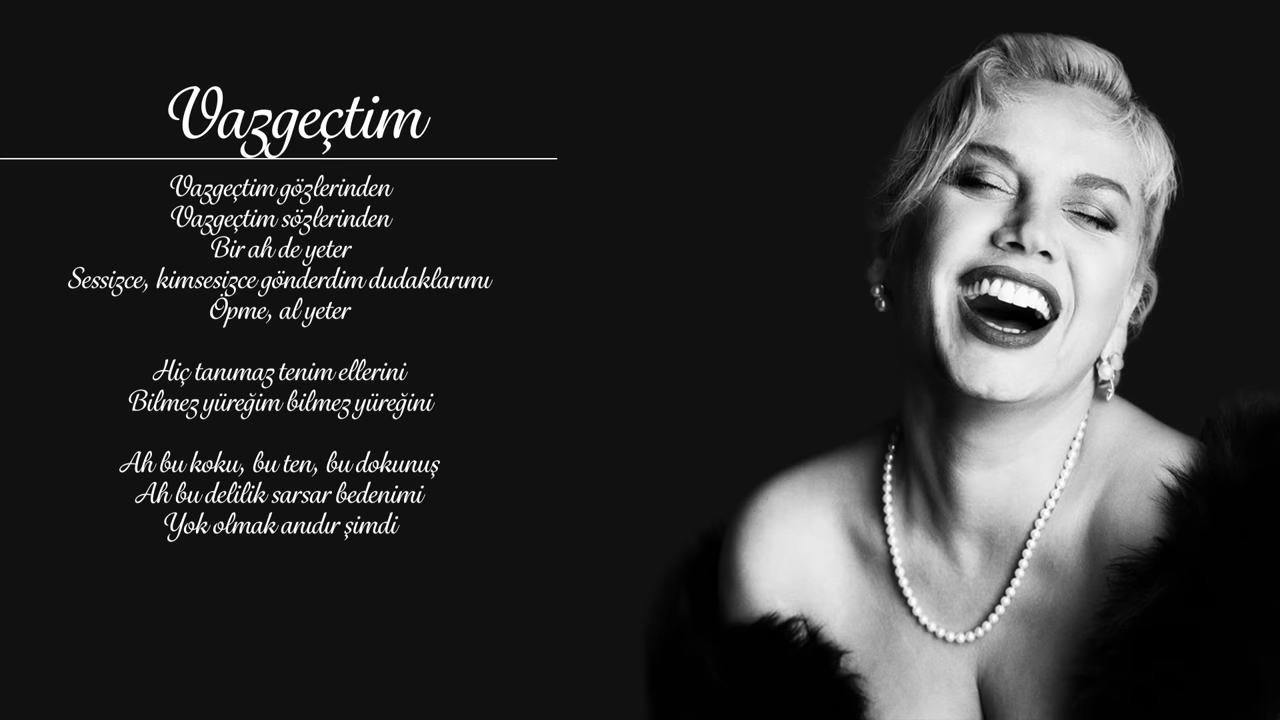 Vazgeçtim
Vazgeçtim gözlerinden
Vazgeçtim sözlerinden
Bir ah de yeter
Sessizce, kimsesizce gönderdim dudaklarımı
Öpme, al yeter
Hiç tanımaz tenim ellerini
Bilmez yüreğim bilmez yüreğini
Ah bu koku, bu ten, bu dokunuş
Ah bu delilik sarsar bedenimi
Yok olmak anıdır şimdi